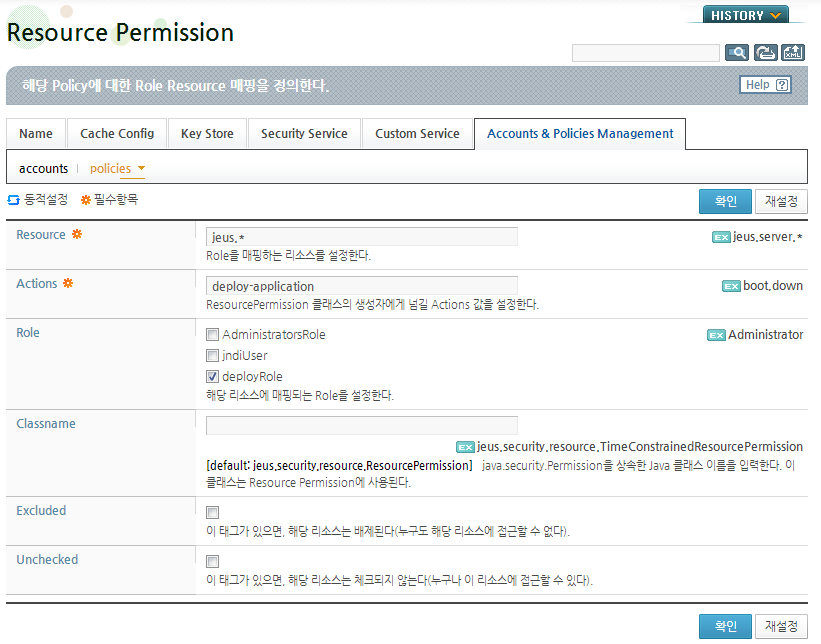 HISTORY
Resource Permission
XML
해당 Policy에 대한 Role Resource 매핑을 정의한다.
Help ?
Name
Cache Config
Key Store
Security Service
Custom Service
Accounts & Policies Management
accounts
policies
동적설정
필수항목
확인
재설정
Resource
jeus.*
EX jeus.server.*
Role을 매핑하는 리소스를 설정한다.
Actions
deploy-application
EX boot,down
ResourcePermission 클래스의 생성자에게 넘길 Actions 값을 설정한다.
Role
AdministratorsRole
EX Administrator
jndiUser
deployRole
해당 리소스에 매핑되는 Role을 설정한다.
Classname
EX jeus.security.resource.TimeConstrainedResourcePermission
[default: jeus.security.resource.ResourcePermission] java.security.Permission을 상속한 Java 클래스 이름을 입력한다. 이
클래스는 Resource Permission에 사용된다.
Excluded
이 태그가 있으면, 해당 리소스는 배제된다(누구도 해당 리소스에 접근할 수 없다).
Unchecked
이 태그가 있으면, 해당 리소스는 체크되지 않는다(누구나 이 리소스에 접근할 수 있다).
확인
재설정